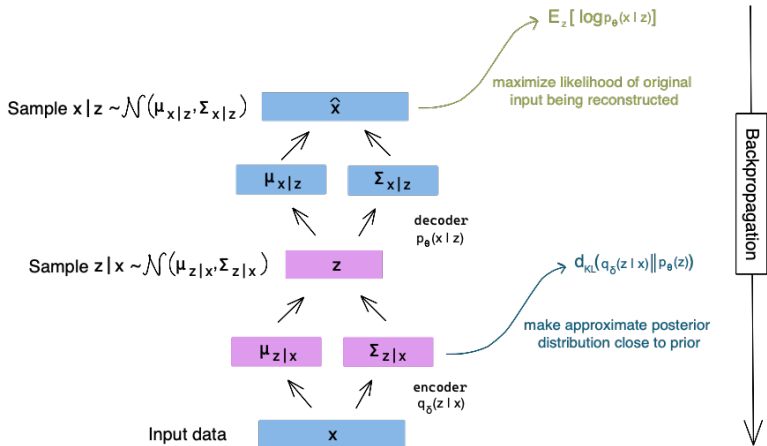 E_z [ log p_θ(x | z) ]
maximize likelihood of original
input being reconstructed
Sample x | z ~ 𝒩(μ_x|z, Σ_x|z)
x̂
μ_x|z
Σ_x|z
decoder
p_θ(x | z)
Backpropagation
Sample z | x ~ 𝒩(μ_z|x, Σ_z|x)
z
d_KL(q_δ(z | x) || p_θ(z))
make approximate posterior
distribution close to prior
μ_z|x
Σ_z|x
encoder
q_δ(z | x)
Input data
x